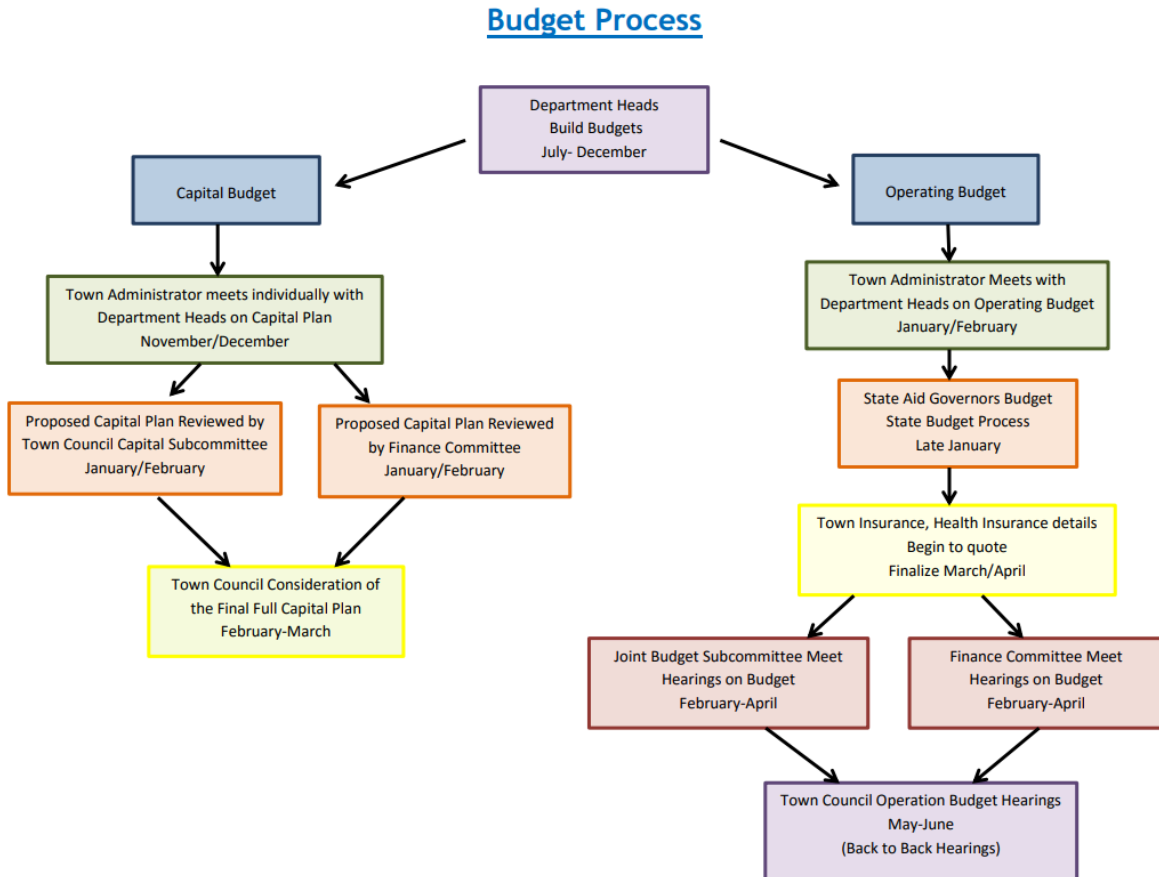 Budget Process
Department Heads
Build Budgets
July- December
Capital Budget
Operating Budget
Town Administrator meets individually with
Department Heads on Capital Plan
November/December
Town Administrator Meets with
Department Heads on Operating Budget
January/February
Proposed Capital Plan Reviewed by
Town Council Capital Subcommittee
January/February
Proposed Capital Plan Reviewed
by Finance Committee
January/February
State Aid Governors Budget
State Budget Process
Late January
Town Council Consideration of
the Final Full Capital Plan
February-March
Town Insurance, Health Insurance details
Begin to quote
Finalize March/April
Joint Budget Subcommittee Meet
Hearings on Budget
February-April
Finance Committee Meet
Hearings on Budget
February-April
Town Council Operation Budget Hearings
May-June
(Back to Back Hearings)